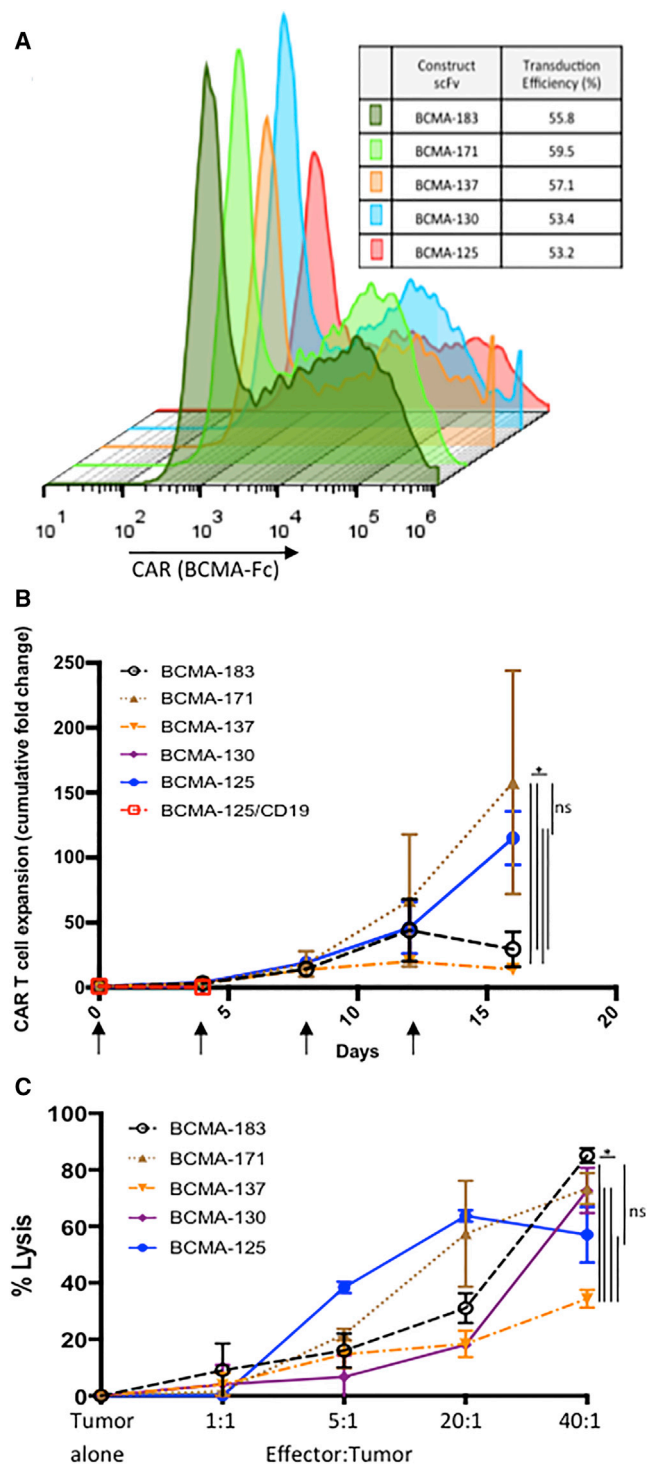 A
Construct scFv
Transduction Efficiency (%)
BCMA-183 55.8
BCMA-171 59.5
BCMA-137 57.1
BCMA-130 53.4
BCMA-125 53.2
10¹ 10² 10³ 10⁴ 10⁵ 10⁶
CAR (BCMA-Fc)
B
CAR T cell expansion (cumulative fold change)
250
200
150
100
50
0
BCMA-183
BCMA-171
BCMA-137
BCMA-130
BCMA-125
BCMA-125/CD19
*
ns
0 5 10 15 20
Days
C
% Lysis
100
80
60
40
20
0
BCMA-183
BCMA-171
BCMA-137
BCMA-130
BCMA-125
*
ns
Tumor alone 1:1 5:1 20:1 40:1
Effector:Tumor